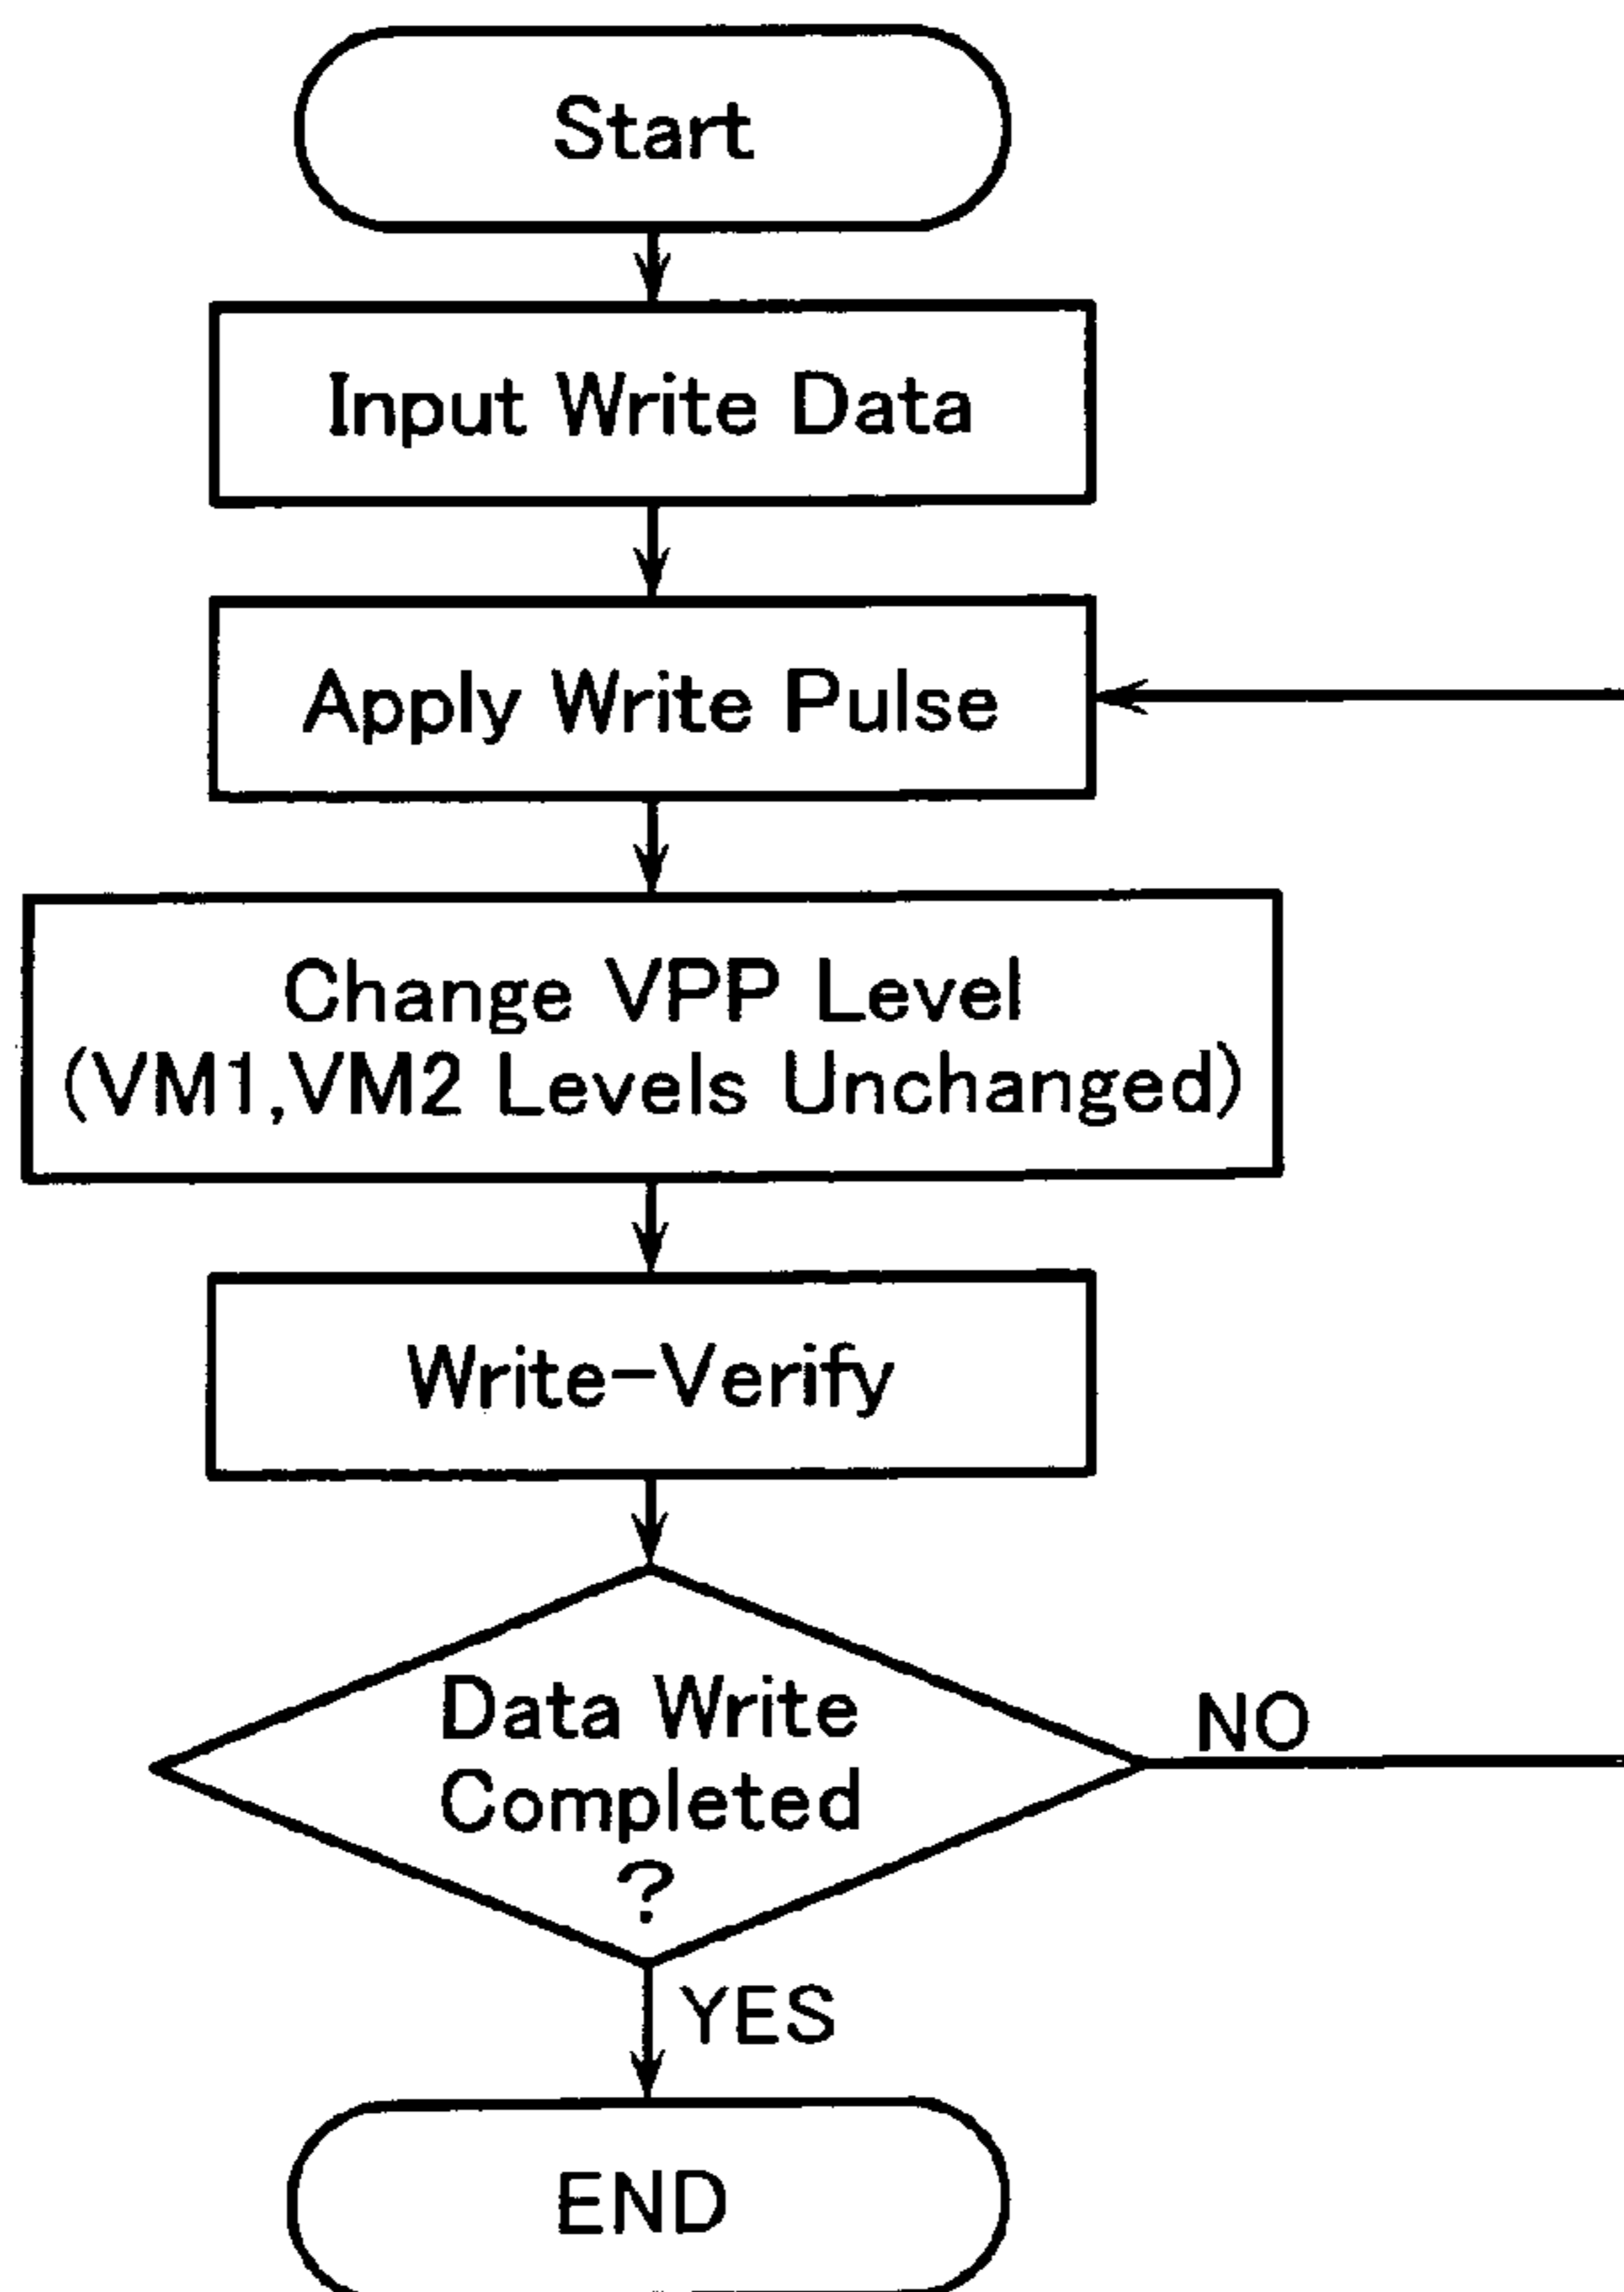 Start
Input Write Data
Apply Write Pulse
Change VPP Level
(VM1,VM2 Levels Unchanged)
Write-Verify
Data Write
Completed
?
NO
YES
END